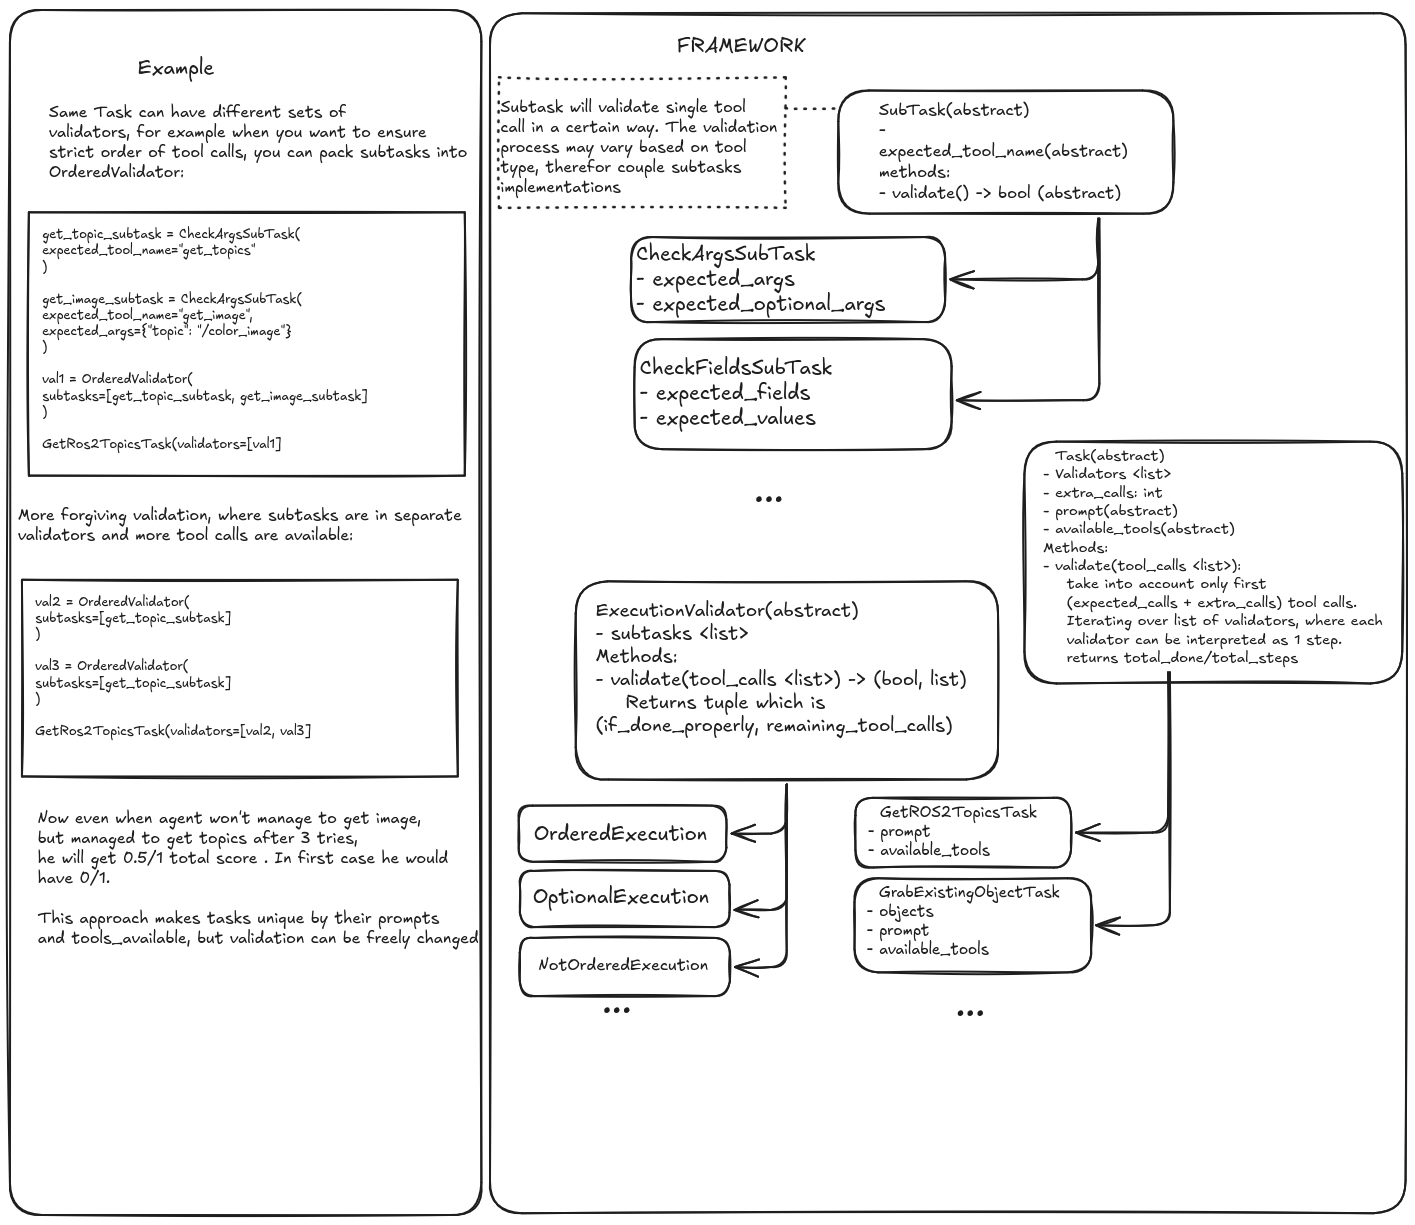 Example
Same Task can have different sets of
validators, for example when you want to ensure
strict order of tool calls, you can pack subtasks into
OrderedValidator:
get_topic_subtask = CheckArgsSubTask(
expected_tool_name="get_topics"
)
get_image_subtask = CheckArgsSubTask(
expected_tool_name="get_image",
expected_args={"topic": "/color_image"}
)
val1 = OrderedValidator(
subtasks=[get_topic_subtask, get_image_subtask]
)
GetRos2TopicsTask(validators=[val1]
More forgiving validation, where subtasks are in separate
validators and more tool calls are available:
val2 = OrderedValidator(
subtasks=[get_topic_subtask]
)
val3 = OrderedValidator(
subtasks=[get_topic_subtask]
)
GetRos2TopicsTask(validators=[val2, val3]
Now even when agent won't manage to get image,
but managed to get topics after 3 tries,
he will get 0.5/1 total score . In first case he would
have 0/1.
This approach makes tasks unique by their prompts
and tools_available, but validation can be freely changed
FRAMEWORK
Subtask will validate single tool
call in a certain way. The validation
process may vary based on tool
type, therefor couple subtasks
implementations
SubTask(abstract)
-
expected_tool_name(abstract)
methods:
- validate() -> bool (abstract)
CheckArgsSubTask
- expected_args
- expected_optional_args
CheckFieldsSubTask
- expected_fields
- expected_values
...
Task(abstract)
- Validators <list>
- extra_calls: int
- prompt(abstract)
- available_tools(abstract)
Methods:
- validate(tool_calls <list>):
take into account only first
(expected_calls + extra_calls) tool calls.
Iterating over list of validators, where each
validator can be interpreted as 1 step.
returns total_done/total_steps
ExecutionValidator(abstract)
- subtasks <list>
Methods:
- validate(tool_calls <list>) -> (bool, list)
Returns tuple which is
(if_done_properly, remaining_tool_calls)
OrderedExecution
OptionalExecution
NotOrderedExecution
...
GetROS2TopicsTask
- prompt
- available_tools
GrabExistingObjectTask
- objects
- prompt
- available_tools
...